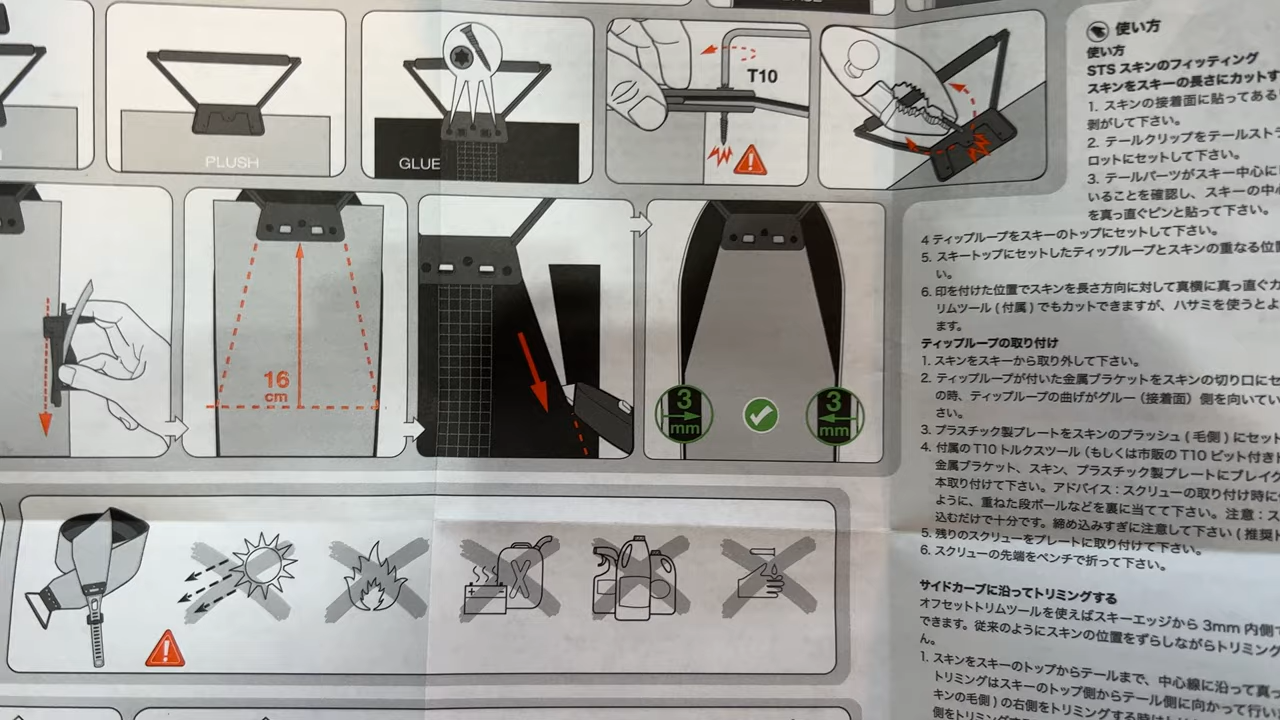 PLUSH
GLUE
T10
16
cm
3
mm
3
mm
使い方
使い方
STS スキンのフィッティング
スキンをスキーの長さにカットす
1. スキンの接着面に貼ってある
剥がして下さい。
2. テールクリップをテールスト
ロットにセットして下さい。
3. テールパーツがスキー中心に
いることを確認し、スキーの中
を真っ直ぐピンと貼って下さい。
4 ティップループをスキーのトップにセットして下さい。
5. スキートップにセットしたティップループとスキンの重なる位
い。
6. 印を付けた位置でスキンを長さ方向に対して真横に真っ直ぐカ
リムツール (付属) でもカットできますが、ハサミを使うとよ
ます。
ティップループの取り付け
1. スキンをスキーから取り外して下さい。
2. ティップループが付いた金属ブラケットをスキンの切り口にセ
の時、ティップループの曲げがグルー（接着面）側を向いてい
さい。
3. プラスチック製プレートをスキンのプラッシュ (毛側) にセット
4. 付属の T10 トルクスツール（もしくは市販の T10 ビット付き
金属ブラケット、スキン、プラスチック製プレートにブレイク
本取り付けて下さい。アドバイス：スクリューの取り付け時に
ように、重ねた段ボールなどを裏に当てて下さい。注意：ス
込むだけで十分です。締め込みすぎに注意して下さい ( 推奨
5. 残りのスクリューをプレートに取り付けて下さい。
6. スクリューの先端をペンチで折って下さい。
サイドカーブに沿ってトリミングする
オフセットトリムツールを使えばスキーエッジから 3mm 内側
できます。従来のようにスキンの位置をずらしながらトリミング
ん。
1. スキンをスキーのトップからテールまで、中心線に沿って真っ
トリミングはスキーのトップ側からテール側に向かって行い
キンの毛側 ) の右側をトリミングする時は
側をトリミング